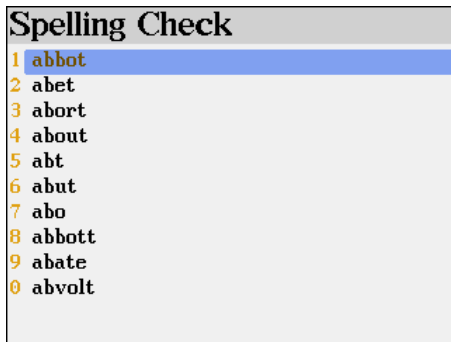 Spelling Check
1 abbot
2 abet
3 abort
4 about
5 abt
6 abut
7 abo
8 abbott
9 abate
0 abvolt